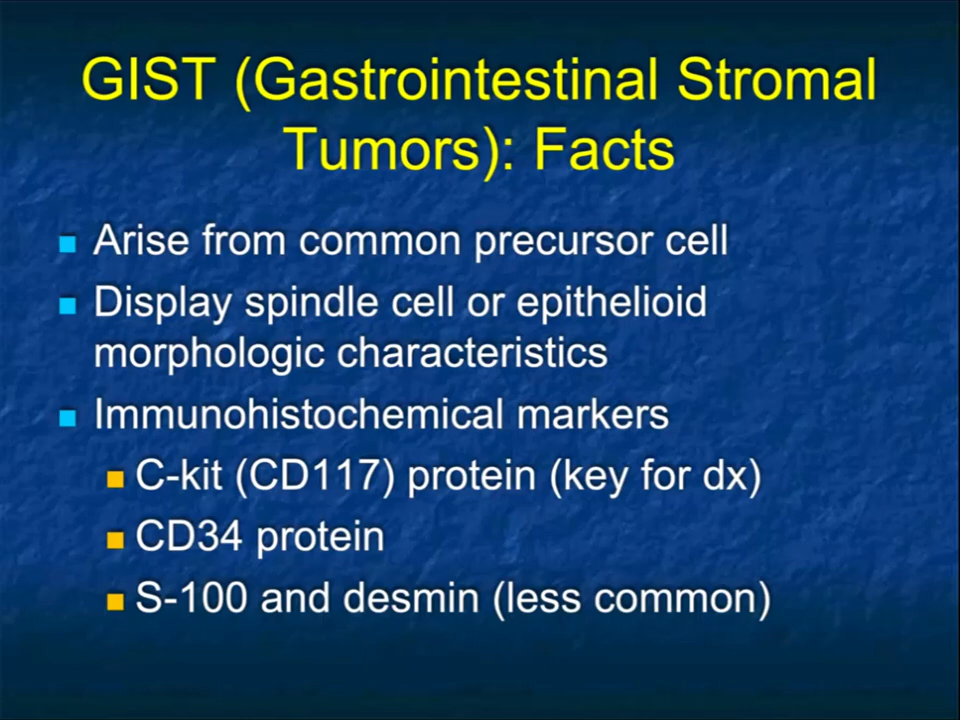 GIST (Gastrointestinal Stromal
Tumors): Facts
Arise from common precursor cell
Display spindle cell or epithelioid
morphologic characteristics
Immunohistochemical markers
C-kit (CD117) protein (key for dx)
CD34 protein
S-100 and desmin (less common)